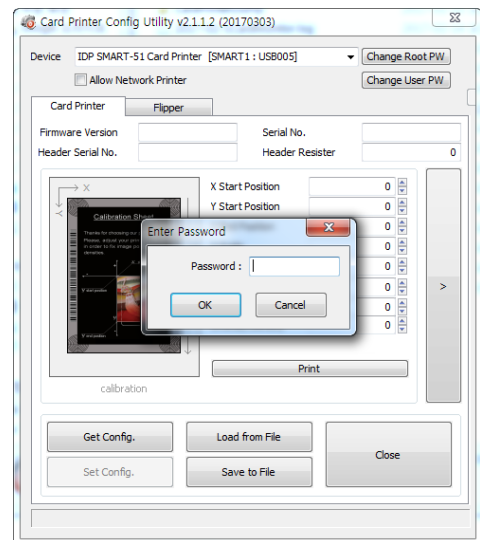 Card Printer Config Utility v2.1.1.2 (20170303)
Device IDP SMART-51 Card Printer [SMART1 : USB005] Change Root PW
Allow Network Printer Change User PW
Card Printer Flipper
Firmware Version Serial No.
Header Serial No. Header Resister 0
X X Start Position 0
Y Start Position 0
Calibration Sheet 0
Enter Password
0
Password :
0
0
OK Cancel
0
0
>
Print
calibration
Get Config. Load from File
Close
Set Config. Save to File